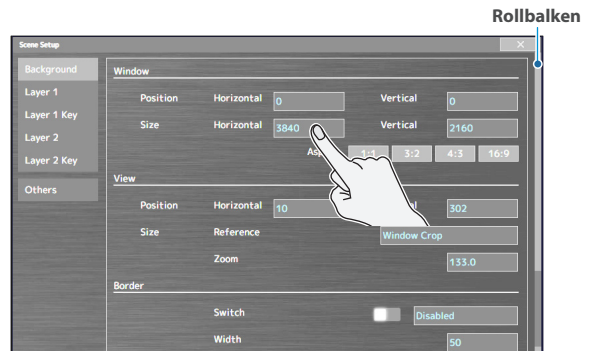 Rollbalken
Scene Setup
Background
Layer 1
Layer 1 Key
Layer 2
Layer 2 Key
Others
Window
Position Horizontal 0 Vertical 0
Size Horizontal 3840 Vertical 2160
1:1 3:2 4:3 16:9
View
Position Horizontal 10 302
Size Reference Window Crop
Zoom 133.0
Border
Switch Disabled
Width 50